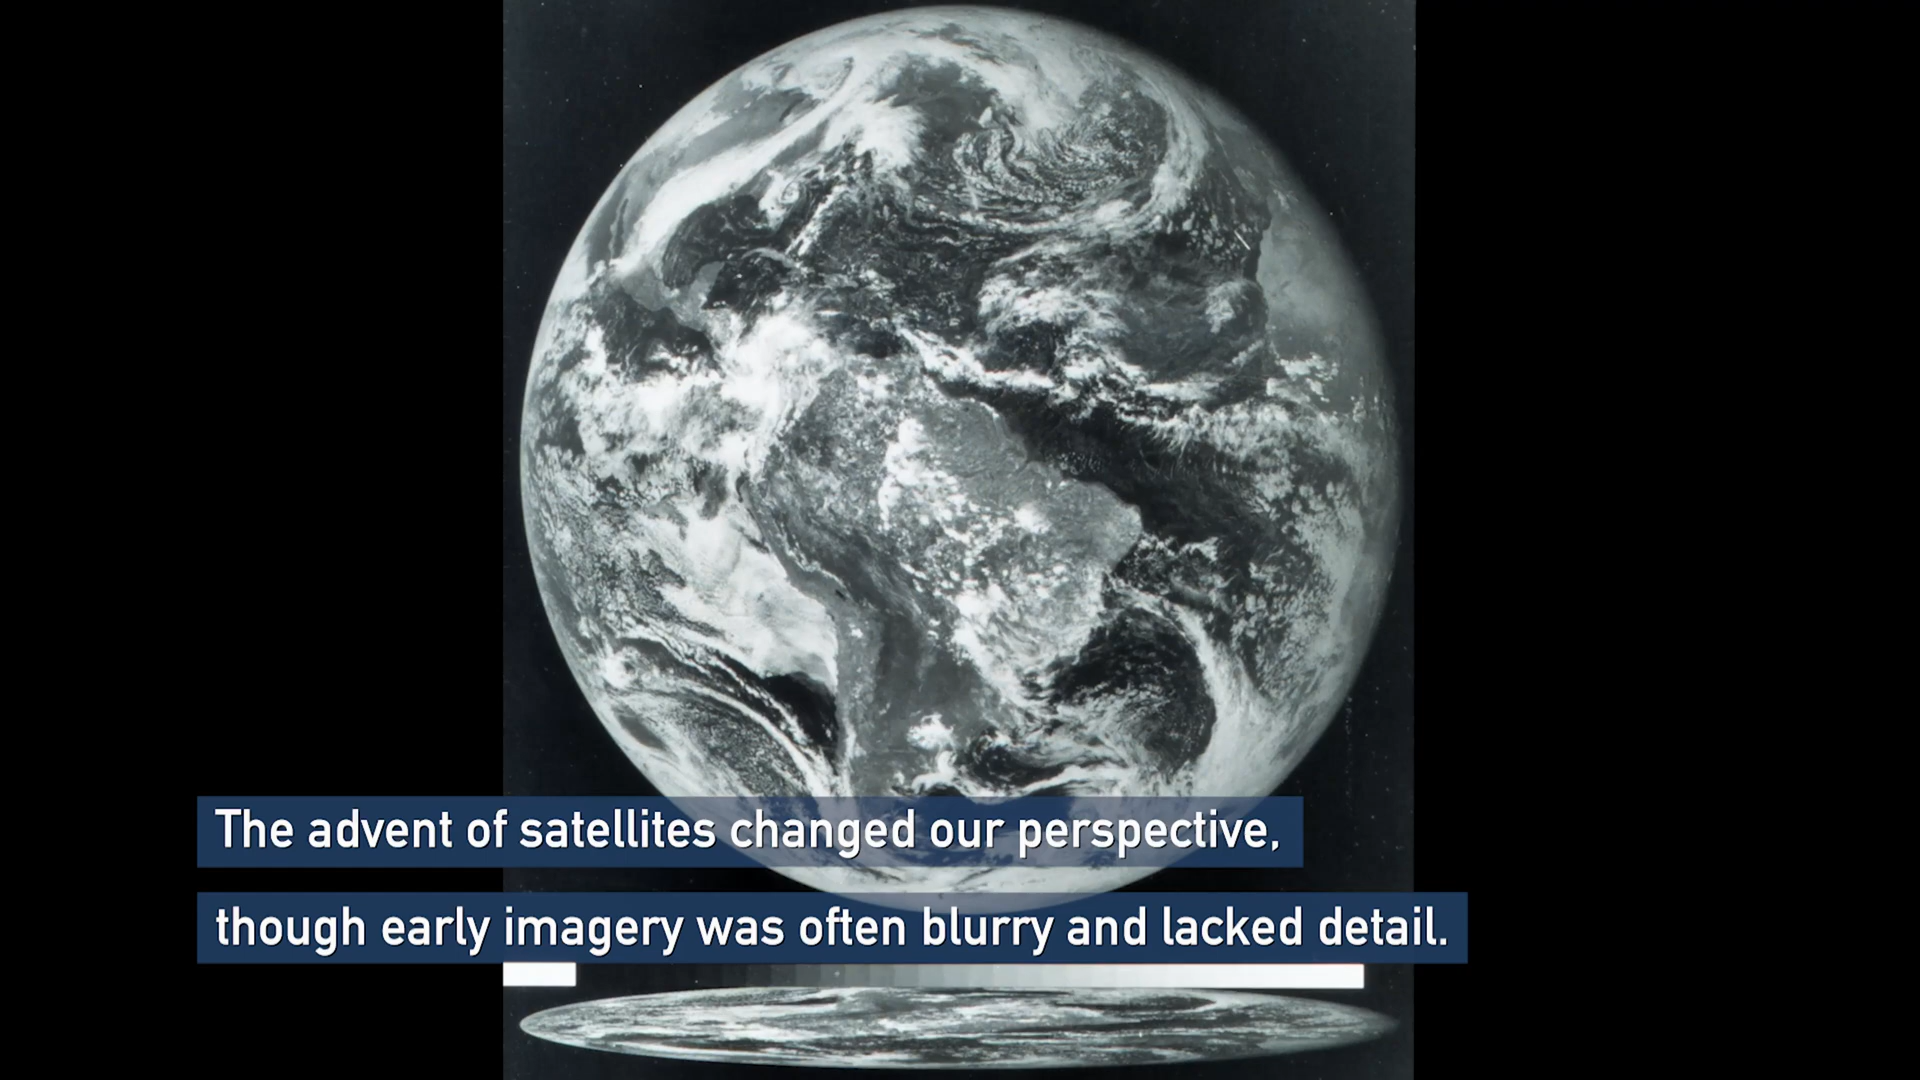 The advent of satellites changed our perspective,
though early imagery was often blurry and lacked detail.